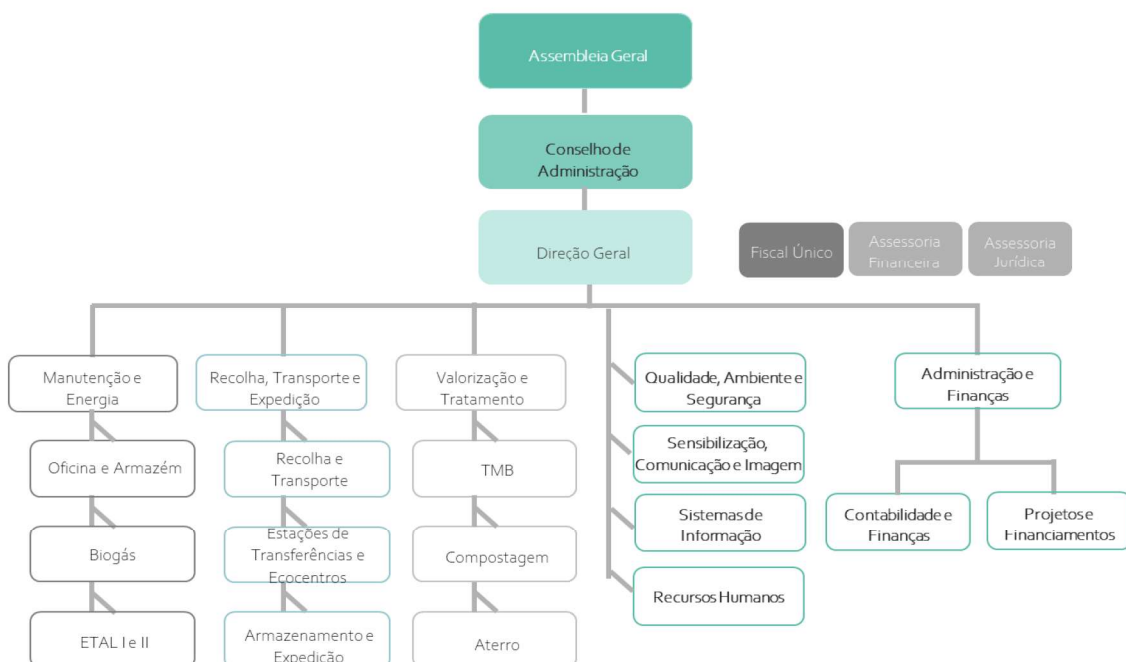 Assembleia Geral
Conselho de
Administração
Direção Geral
Fiscal Único
Assessoria
Financeira
Assessoria
Jurídica
Manutenção e
Energia
Recolha, Transporte e
Expedição
Valorização e
Tratamento
Qualidade, Ambiente e
Segurança
Administração e
Finanças
Oficina e Armazém
Recolha e
Transporte
TMB
Sensibilização,
Comunicação e Imagem
Biogás
Estações de
Transferências e
Ecocentros
Compostagem
Sistemas de
Informação
Contabilidade e
Finanças
Projetos e
Financiamentos
ETAL I e II
Armazenamento e
Expedição
Aterro
Recursos Humanos